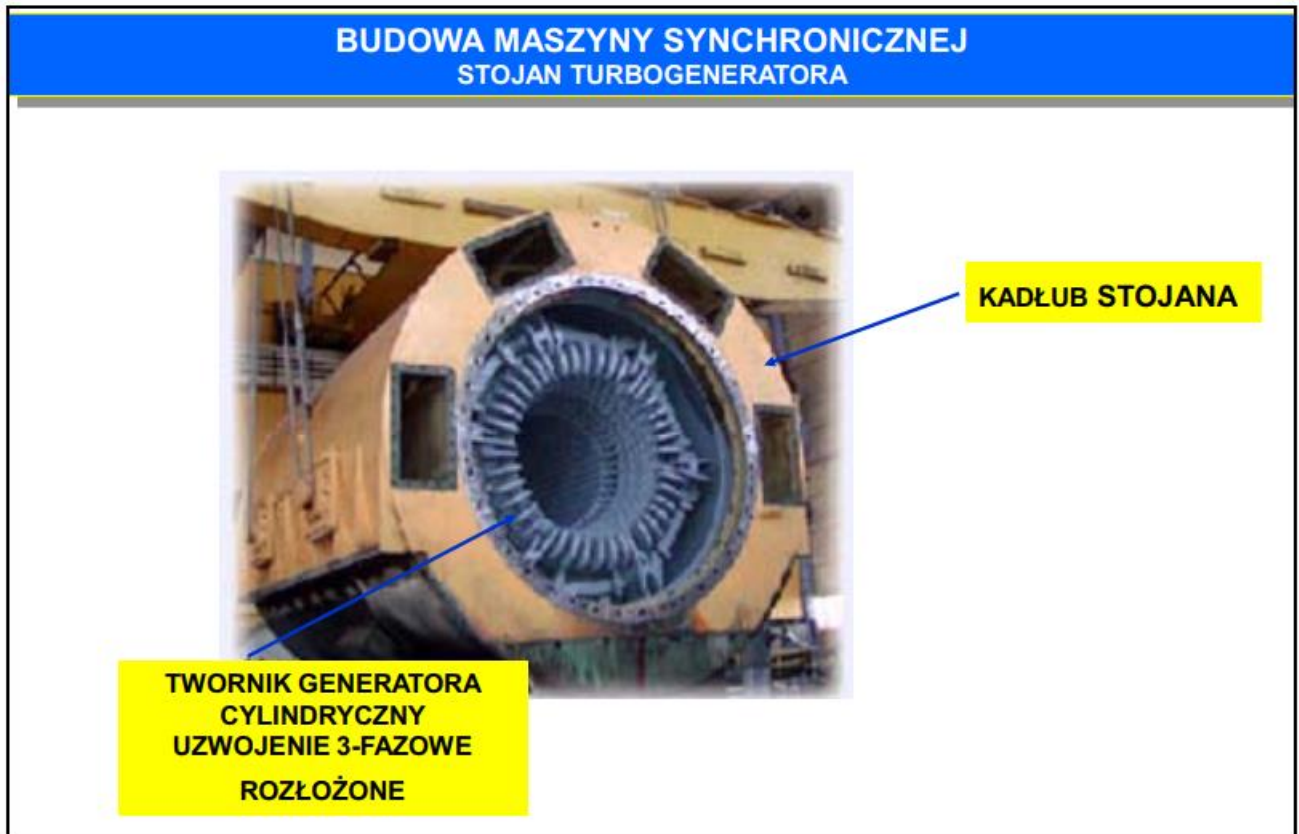 BUDOWA MASZYNY SYNCHRONICZNEJ
STOJAN TURBOGENERATORA
KADŁUB STOJANA
TWORNIK GENERATORA
CYLINDRYCZNY
UZWOJENIE 3-FAZOWE
ROZŁOŻONE